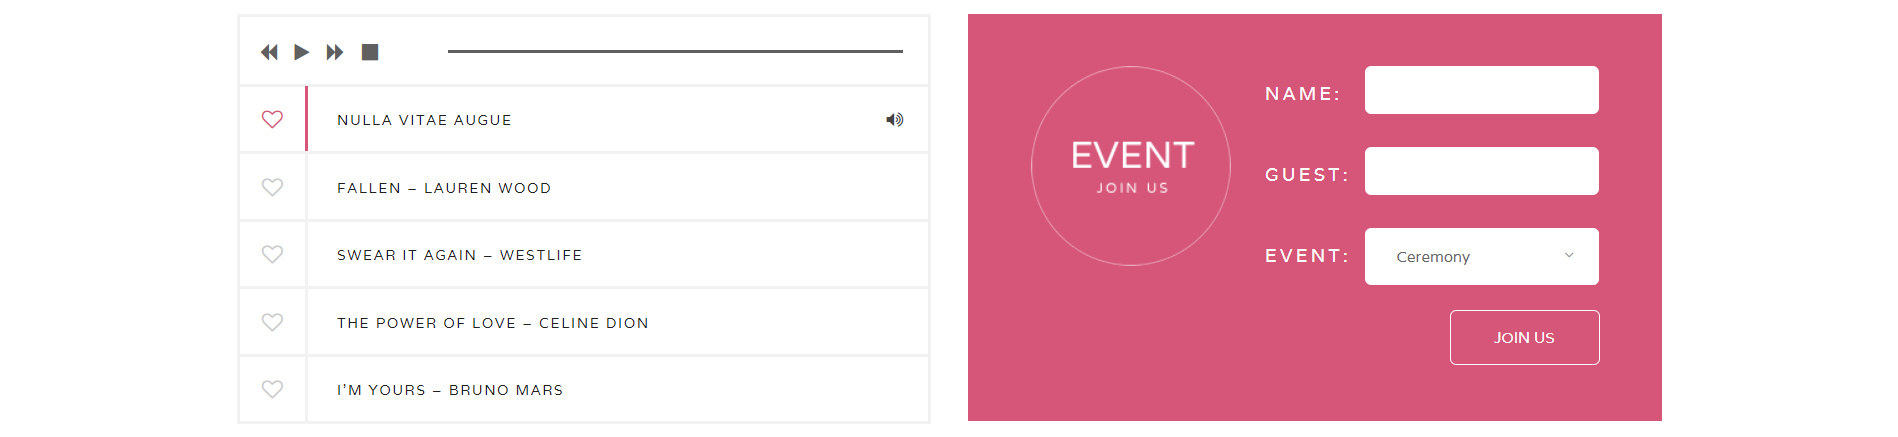 NULLA VITAE AUGUE
FALLEN – LAUREN WOOD
SWEAR IT AGAIN – WESTLIFE
THE POWER OF LOVE – CELINE DION
I’M YOURS – BRUNO MARS
EVENT
JOIN US
NAME:
GUEST:
EVENT:
Ceremony
JOIN US